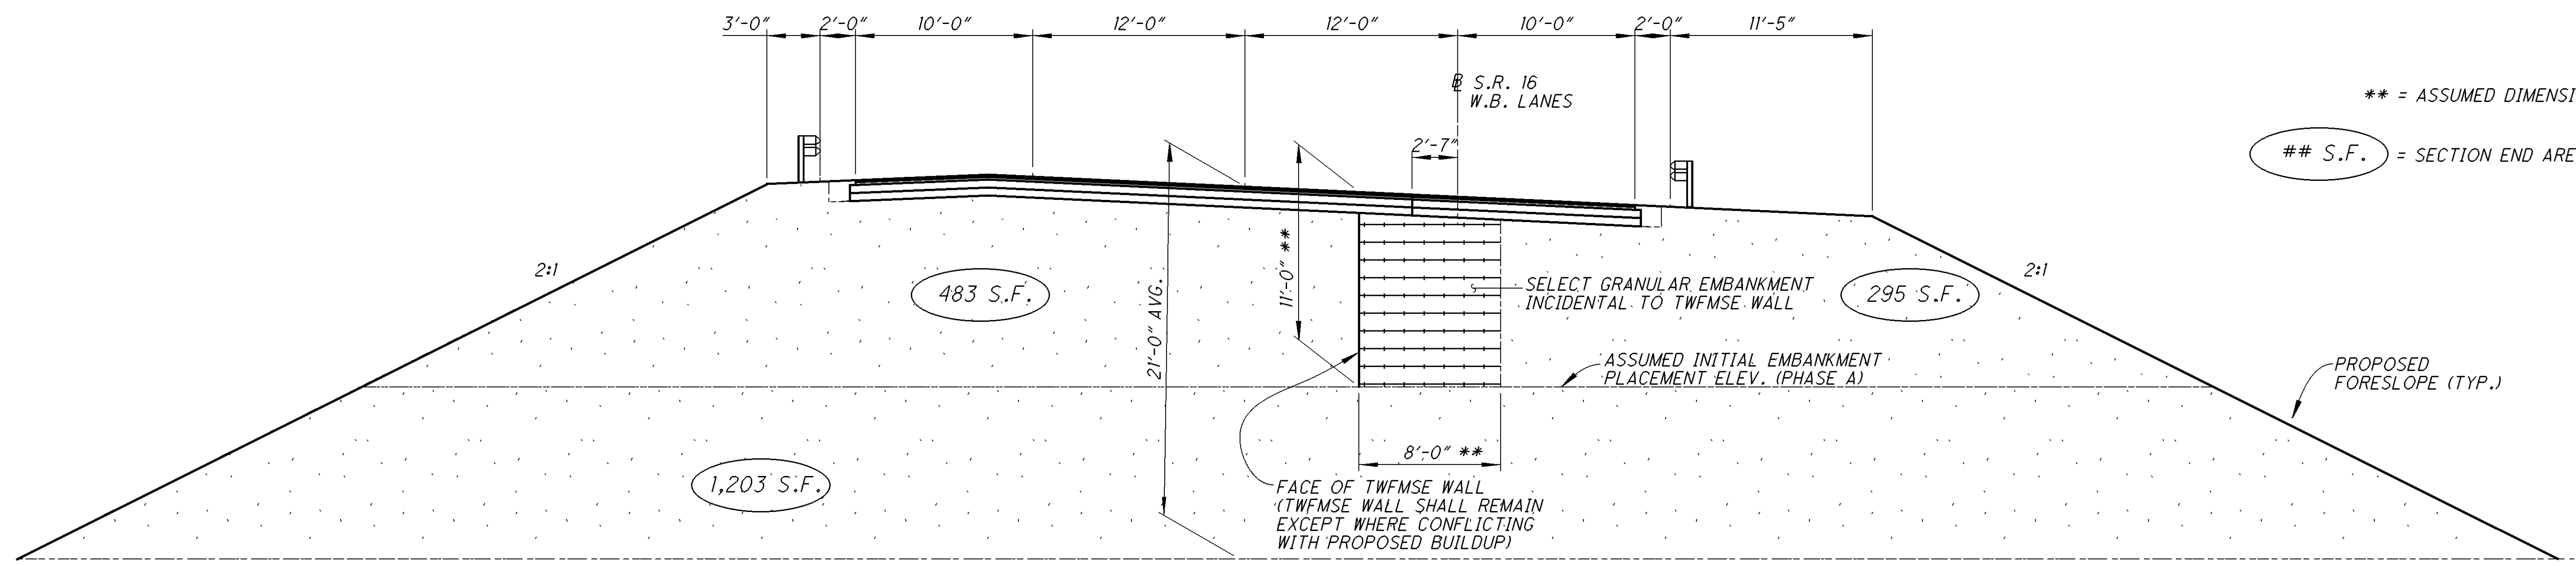 3'-0" 2'-0" 10'-0" 12'-0" 12'-0" 10'-0" 2'-0" 11'-5"
S.R. 16
W.B. LANES
** = ASSUMED DIMENSI
## S.F. = SECTION END ARE
2'-7"
2:1
483 S.F.
21'-0" AVG.
11'-0" **
SELECT GRANULAR EMBANKMENT
INCIDENTAL TO TWFMSE WALL
295 S.F.
2:1
ASSUMED INITIAL EMBANKMENT
PLACEMENT ELEV. (PHASE A)
PROPOSED
FORESLOPE (TYP.)
8'-0" **
1,203 S.F.
FACE OF TWFMSE WALL
(TWFMSE WALL SHALL REMAIN
EXCEPT WHERE CONFLICTING
WITH PROPOSED BUILDUP)